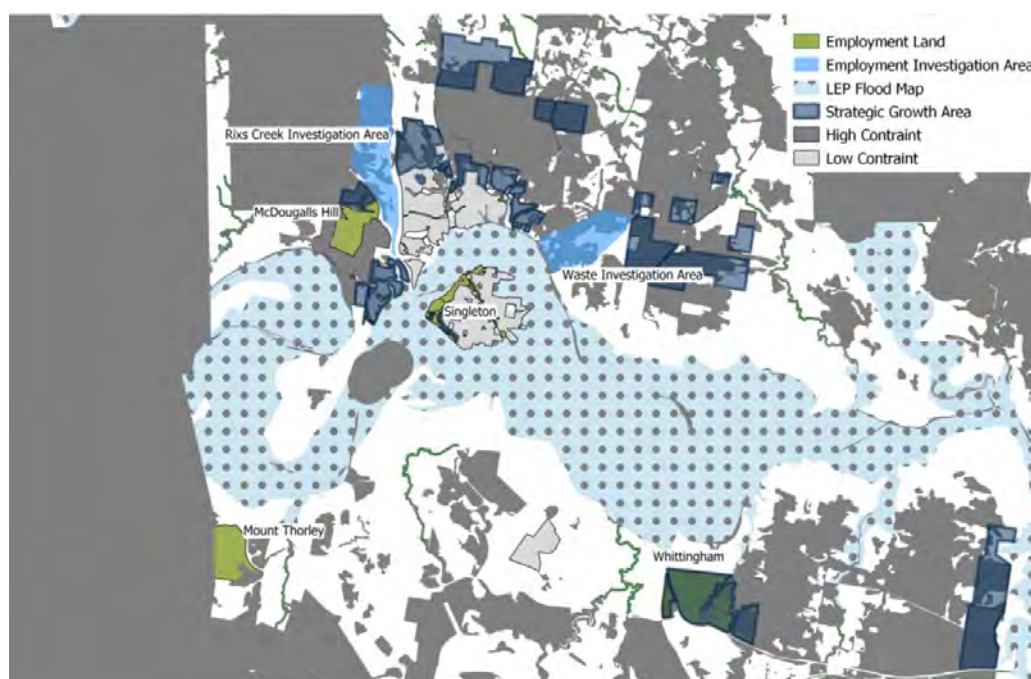 Employment Land
Employment Investigation Area
LEP Flood Map
Strategic Growth Area
High Contraint
Low Contraint
Rixs Creek Investigation Area
McDougalls Hill
Waste Investigation Area
Singleton
Mount Thorley
Whittingham